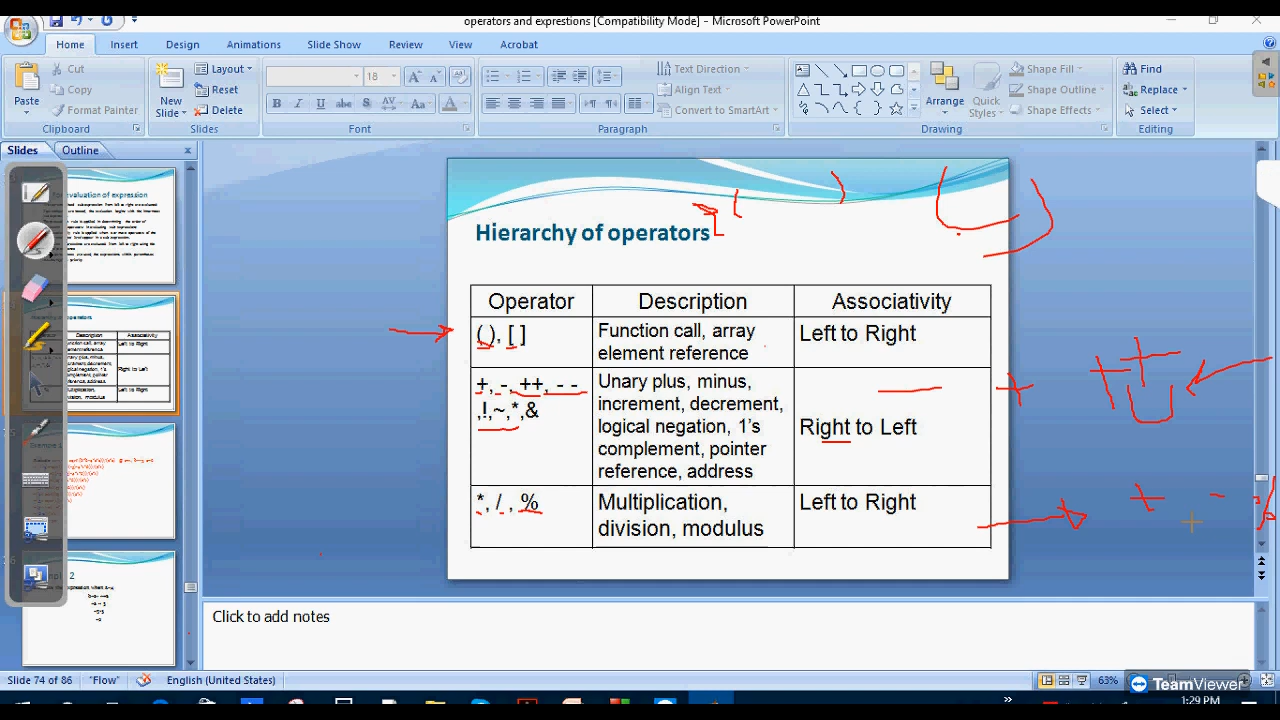 operators and expretions [Compatibility Mode] – Microsoft PowerPoint
Home Insert Design Animations Slide Show Review View Acrobat
Paste
Cut
Copy
Format Painter
Clipboard
New
Slide
Layout
Reset
Delete
Slides
18
B I U abc S AV Aa A
Font
Text Direction
Align Text
Convert to SmartArt
Paragraph
Arrange
Quick
Styles
Shape Fill
Shape Outline
Shape Effects
Drawing
Find
Replace
Select
Editing
Slides Outline
Hierarchy of operators
Operator Description Associativity
( ), [ ] Function call, array
element reference Left to Right
+, -, ++, - -
,!,~,*,&
Unary plus, minus,
increment, decrement,
logical negation, 1's
complement, pointer
reference, address
Right to Left
*, / , % Multiplication,
division, modulus Left to Right
Click to add notes
Slide 74 of 86 "Flow" English (United States) 63%
TeamViewer
1:29 PM